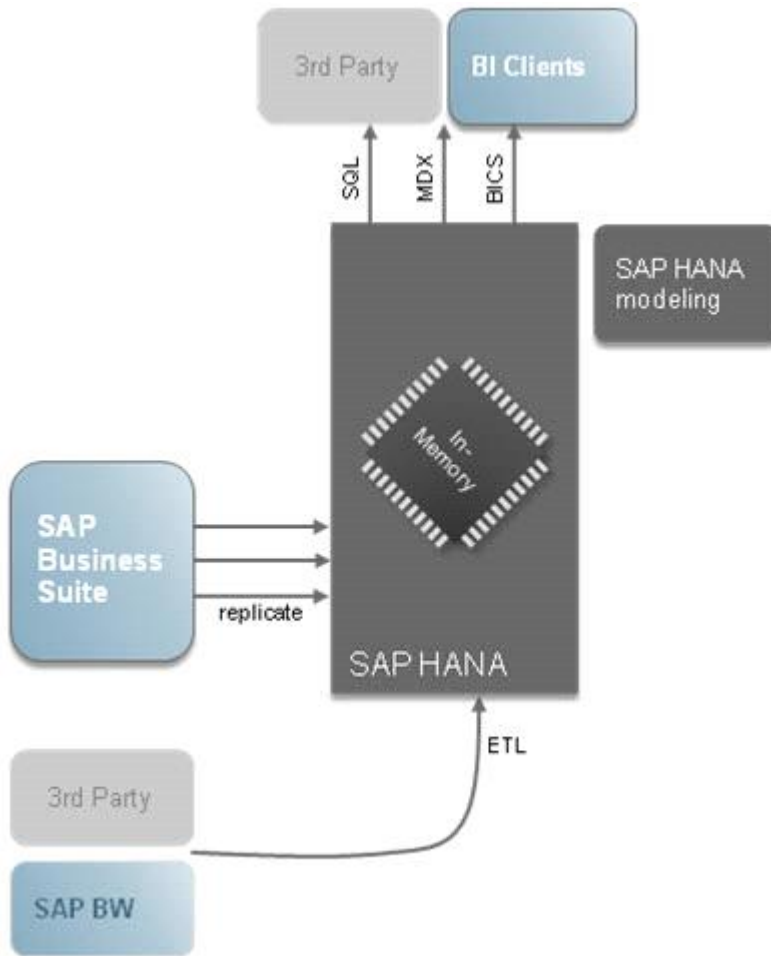 3rd Party
BI Clients
SQL
MDX
BICS
SAP HANA
modeling
In-
Memory
SAP
Business
Suite
replicate
SAP HANA
ETL
3rd Party
SAP BW